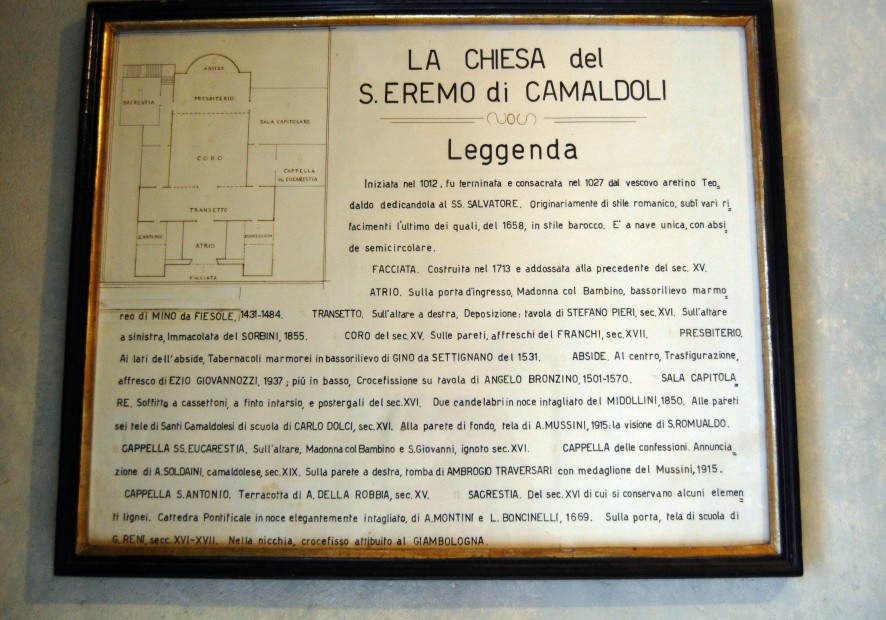 ABSIDE
SACRESTIA
PRESBITERIO
SALA CAPITOLARE
CORO
CAPPELLA
SS. EUCARESTIA
TRANSETTO
S. ANTONIO
ATRIO
FACCIATA
LA CHIESA del
S. EREMO di CAMALDOLI
Leggenda
Iniziata nel 1012, fu terminata e consacrata nel 1027 dal vescovo aretino Teo_
daldo dedicandola al SS. SALVATORE. Originariamente di stile romanico, subì vari ri_
facimenti l'ultimo dei quali, del 1658, in stile barocco. E' a nave unica, con absi_
de semicircolare.
FACCIATA. Costruita nel 1713 e addossata alla precedente del sec. XV.
ATRIO. Sulla porta d'ingresso, Madonna col Bambino, bassorilievo marmo_
reo di MINO da FIESOLE, 1431-1484. TRANSETTO. Sull'altare a destra, Deposizione: tavola di STEFANO PIERI, sec. XVI. Sull'altare
a sinistra, Immacolata del SORBINI, 1855. CORO del sec. XV. Sulle pareti, affreschi del FRANCHI, sec. XVII. PRESBITERIO.
Ai lati dell'abside, Tabernacoli marmorei in bassorilievo di GINO da SETTIGNANO del 1531. ABSIDE. Al centro, Trasfigurazione,
affresco di EZIO GIOVANNOZZI, 1937; più in basso, Crocefissione su tavola di ANGELO BRONZINO, 1501-1570. SALA CAPITOLA_
RE. Soffitto a cassettoni, a finto intarsio, e postergali del sec. XVI. Due candelabri in noce intagliato del MIDOLLINI, 1850. Alle pareti
sei tele di Santi Camaldolesi di scuola di CARLO DOLCI, sec. XVI. Alla parete di fondo, tela di A. MUSSINI, 1915: la visione di S. ROMUALDO.
CAPPELLA SS. EUCARESTIA. Sull'altare, Madonna col Bambino e S. Giovanni, ignoto sec. XVI. CAPPELLA delle confessioni. Annuncia_
zione di A. SOLDAINI, camaldolese, sec. XIX. Sulla parete a destra, tomba di AMBROGIO TRAVERSARI con medaglione del Mussini, 1915.
CAPPELLA S. ANTONIO. Terracotta di A. DELLA ROBBIA, sec. XV. SACRESTIA. Del sec. XVI di cui si conservano alcuni elemen_
ti lignei. Cattedra Pontificale in noce elegantemente intagliato, di A. MONTINI e L. BONCINELLI, 1669. Sulla porta, tela di scuola di
G. RENI, secc. XVI-XVII. Nella nicchia, crocefisso attribuito al GIAMBOLOGNA.